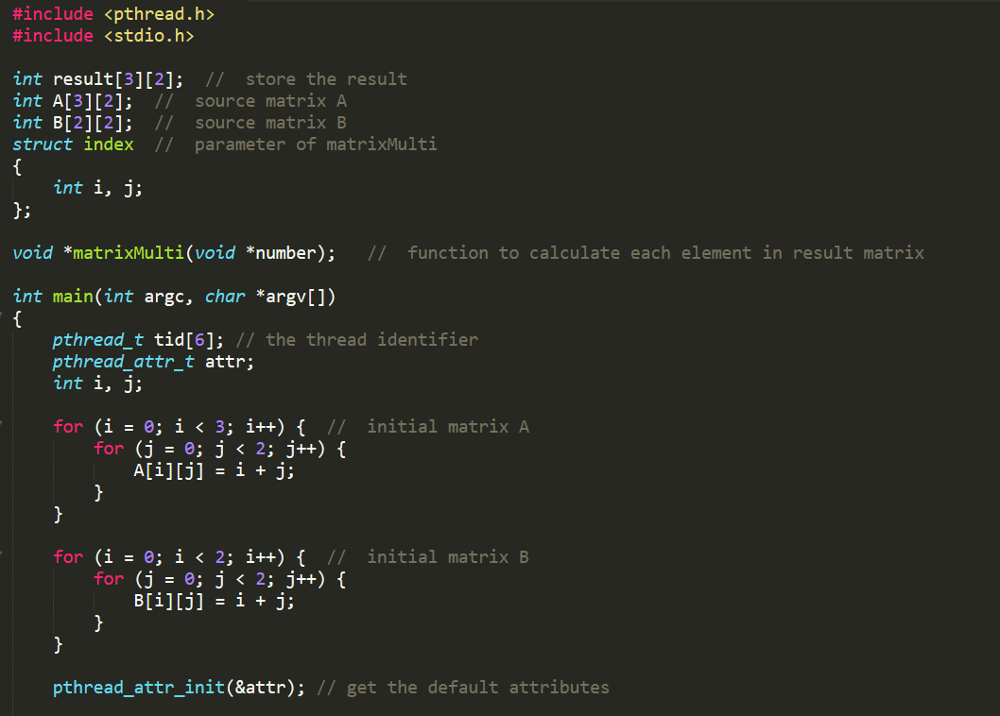 #include <pthread.h>
#include <stdio.h>

int result[3][2];  //  store the result
int A[3][2];  //  source matrix A
int B[2][2];  //  source matrix B
struct index  //  parameter of matrixMulti
{
    int i, j;
};

void *matrixMulti(void *number);   //  function to calculate each element in result matrix

int main(int argc, char *argv[])
{
    pthread_t tid[6]; // the thread identifier
    pthread_attr_t attr;
    int i, j;

    for (i = 0; i < 3; i++) {  //  initial matrix A
        for (j = 0; j < 2; j++) {
            A[i][j] = i + j;
        }
    }

    for (i = 0; i < 2; i++) {  //  initial matrix B
        for (j = 0; j < 2; j++) {
            B[i][j] = i + j;
        }
    }

    pthread_attr_init(&attr); // get the default attributes